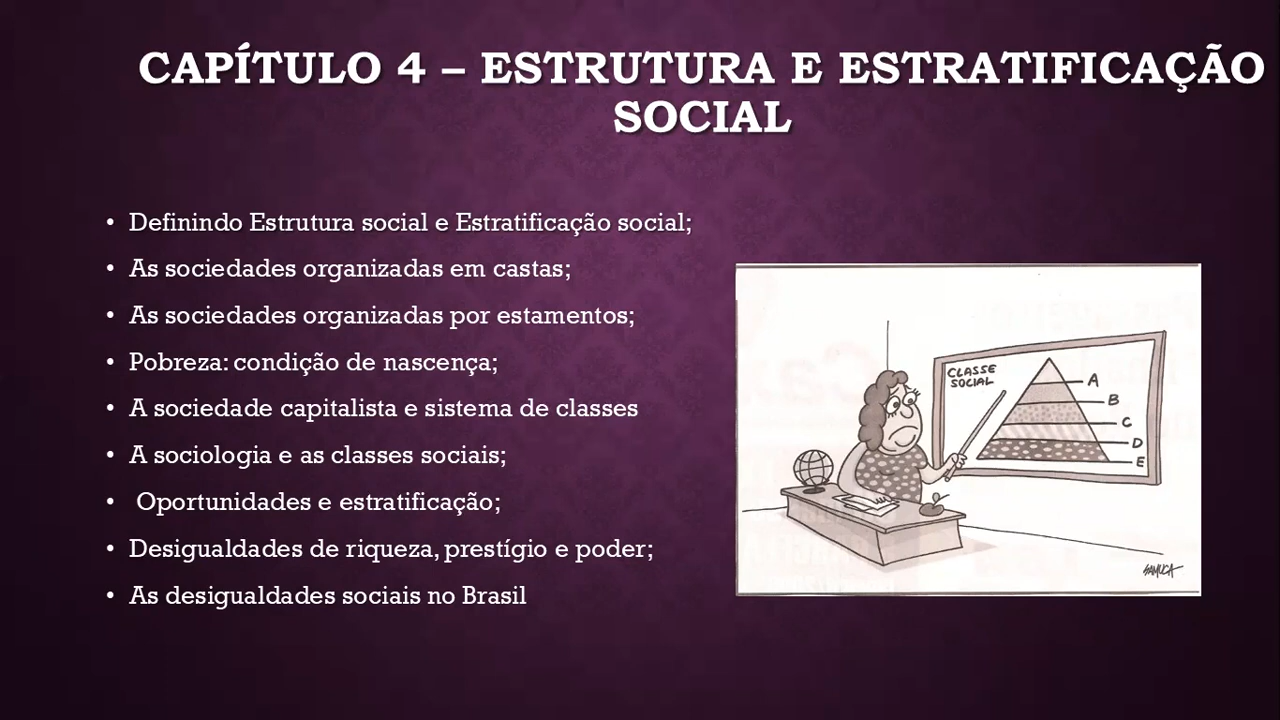 CAPÍTULO 4 – ESTRUTURA E ESTRATIFICAÇÃO
SOCIAL
• Definindo Estrutura social e Estratificação social;
• As sociedades organizadas em castas;
• As sociedades organizadas por estamentos;
• Pobreza: condição de nascença;
• A sociedade capitalista e sistema de classes
• A sociologia e as classes sociais;
• Oportunidades e estratificação;
• Desigualdades de riqueza, prestígio e poder;
• As desigualdades sociais no Brasil
CLASSE
SOCIAL
A
B
C
D
E
SAMUCA